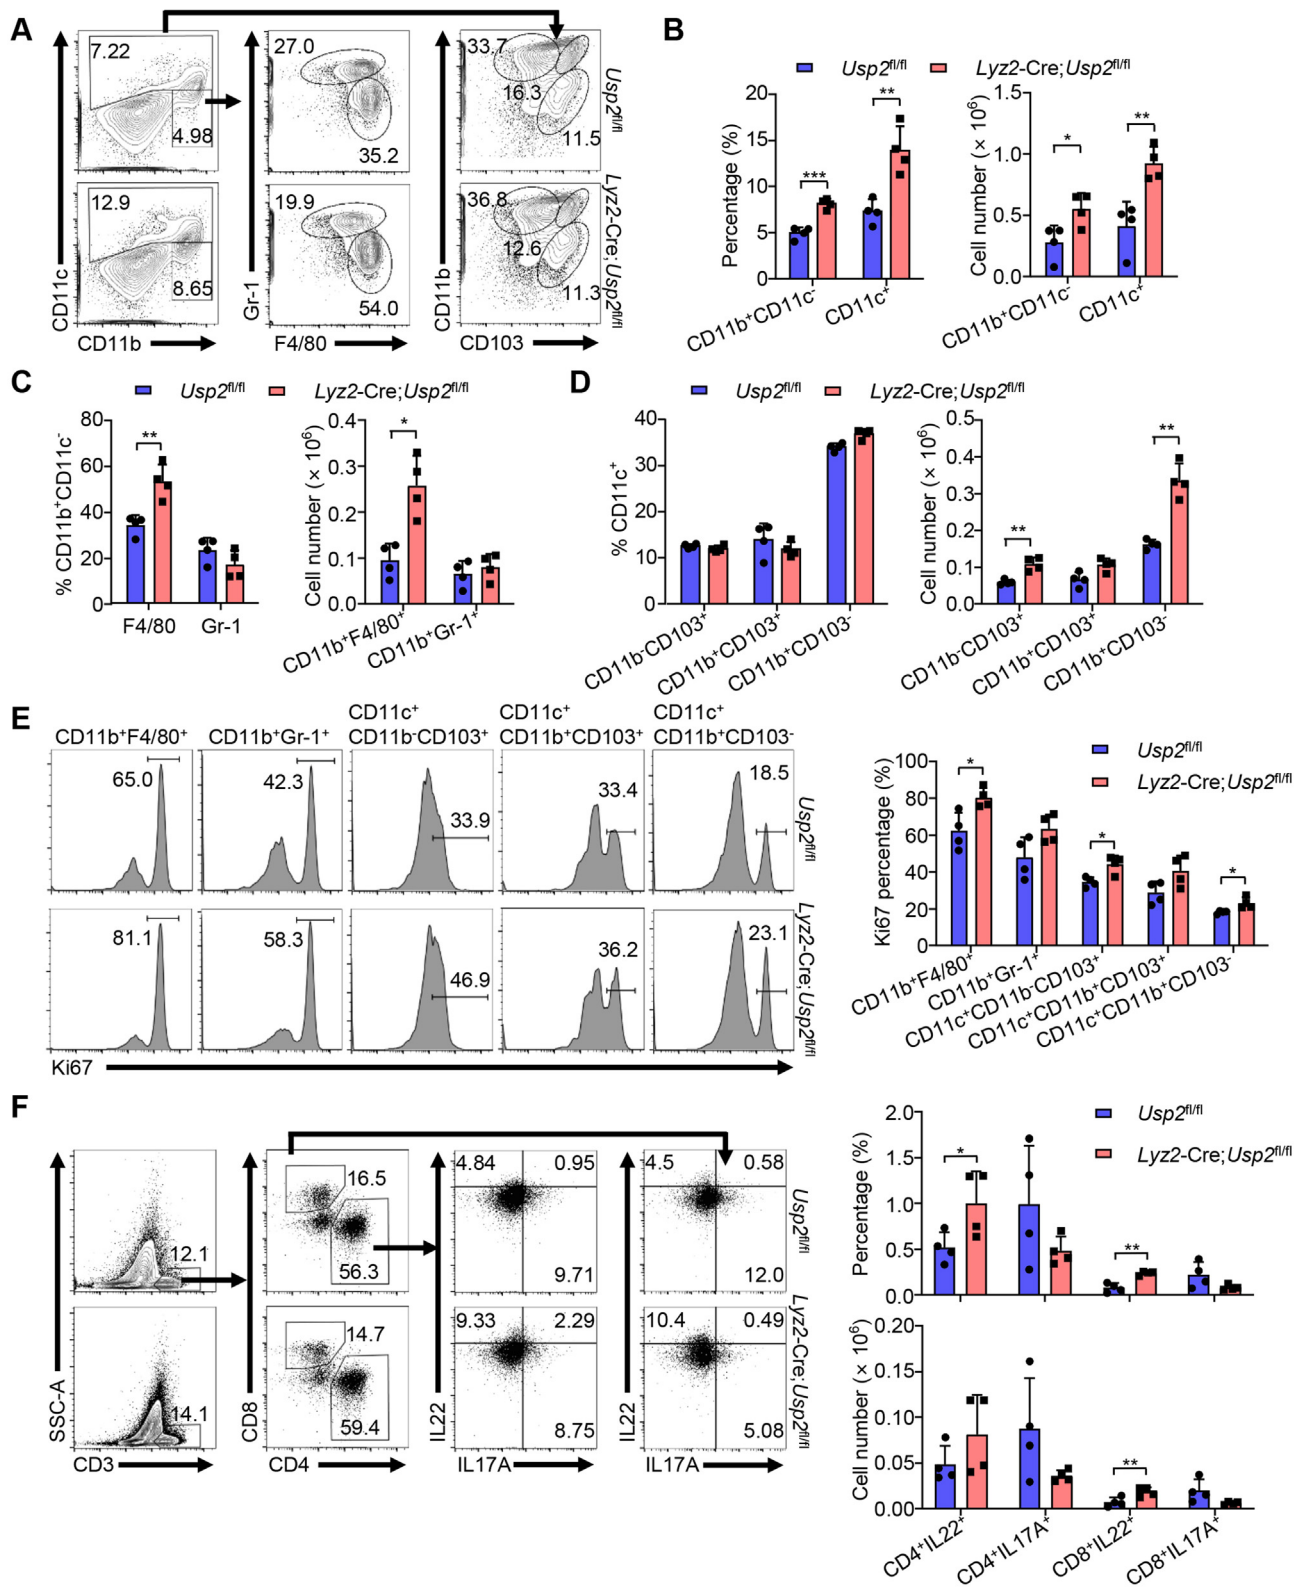 A
7.22
4.98
27.0
35.2
33.7
16.3
11.5
Usp2fl/fl
12.9
8.65
19.9
54.0
36.8
12.6
11.3
Lyz2-Cre;Usp2fl/fl
CD11c
CD11b
Gr-1
F4/80
CD11b
CD103
B
Usp2fl/fl
Lyz2-Cre;Usp2fl/fl
Percentage (%)
20
15
10
5
0
***
**
CD11b+CD11c-
CD11c+
Cell number (× 10⁶)
1.5
1.0
0.5
0.0
*
**
CD11b+CD11c-
CD11c+
C
Usp2fl/fl
Lyz2-Cre;Usp2fl/fl
% CD11b+CD11c-
80
60
40
20
0
**
F4/80
Gr-1
Cell number (× 10⁶)
0.4
0.3
0.2
0.1
0.0
*
CD11b+F4/80+
CD11b+Gr-1+
D
Usp2fl/fl
Lyz2-Cre;Usp2fl/fl
% CD11c+
40
30
20
10
0
CD11b-CD103+
CD11b+CD103+
CD11b+CD103-
Cell number (× 10⁶)
0.5
0.4
0.3
0.2
0.1
0.0
**
**
CD11b-CD103+
CD11b+CD103+
CD11b+CD103-
E
CD11b+F4/80+
CD11b+Gr-1+
CD11c+
CD11b-CD103+
CD11c+
CD11b+CD103+
CD11c+
CD11b+CD103-
65.0
42.3
33.9
33.4
18.5
Usp2fl/fl
81.1
58.3
46.9
36.2
23.1
Lyz2-Cre;Usp2fl/fl
Ki67
Usp2fl/fl
Lyz2-Cre;Usp2fl/fl
Ki67 percentage (%)
100
80
60
40
20
0
*
*
*
CD11b+F4/80+
CD11b+Gr-1+
CD11c+CD11b-CD103+
CD11c+CD11b+CD103+
CD11c+CD11b+CD103-
F
12.1
16.5
56.3
4.84
0.95
9.71
4.5
0.58
12.0
Usp2fl/fl
14.1
14.7
59.4
9.33
2.29
8.75
10.4
0.49
5.08
Lyz2-Cre;Usp2fl/fl
SSC-A
CD3
CD8
CD4
IL22
IL17A
IL22
IL17A
Usp2fl/fl
Lyz2-Cre;Usp2fl/fl
Percentage (%)
2.0
1.5
1.0
0.5
0.0
*
**
Cell number (× 10⁶)
0.20
0.15
0.10
0.05
0.00
**
CD4+IL22+
CD4+IL17A+
CD8+IL22+
CD8+IL17A+